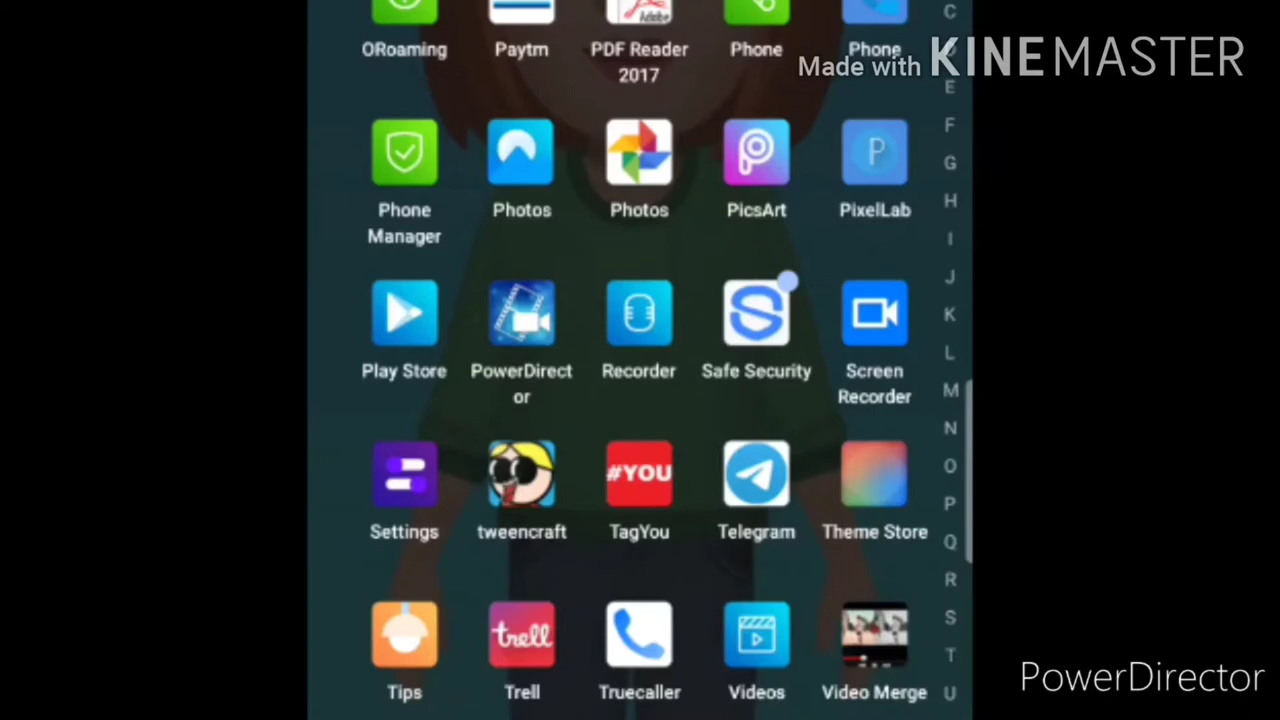 ORoaming Paytm PDF Reader 2017 Phone Phone
Made with KINEMASTER
Adobe
Phone Manager Photos Photos PicsArt PixelLab
P
Play Store PowerDirector Recorder Safe Security Screen Recorder
#YOU
Settings tweencraft TagYou Telegram Theme Store
trell
Tips Trell Truecaller Videos Video Merge
C
E
F
G
H
I
J
K
L
M
N
O
P
Q
R
S
T
U
PowerDirector